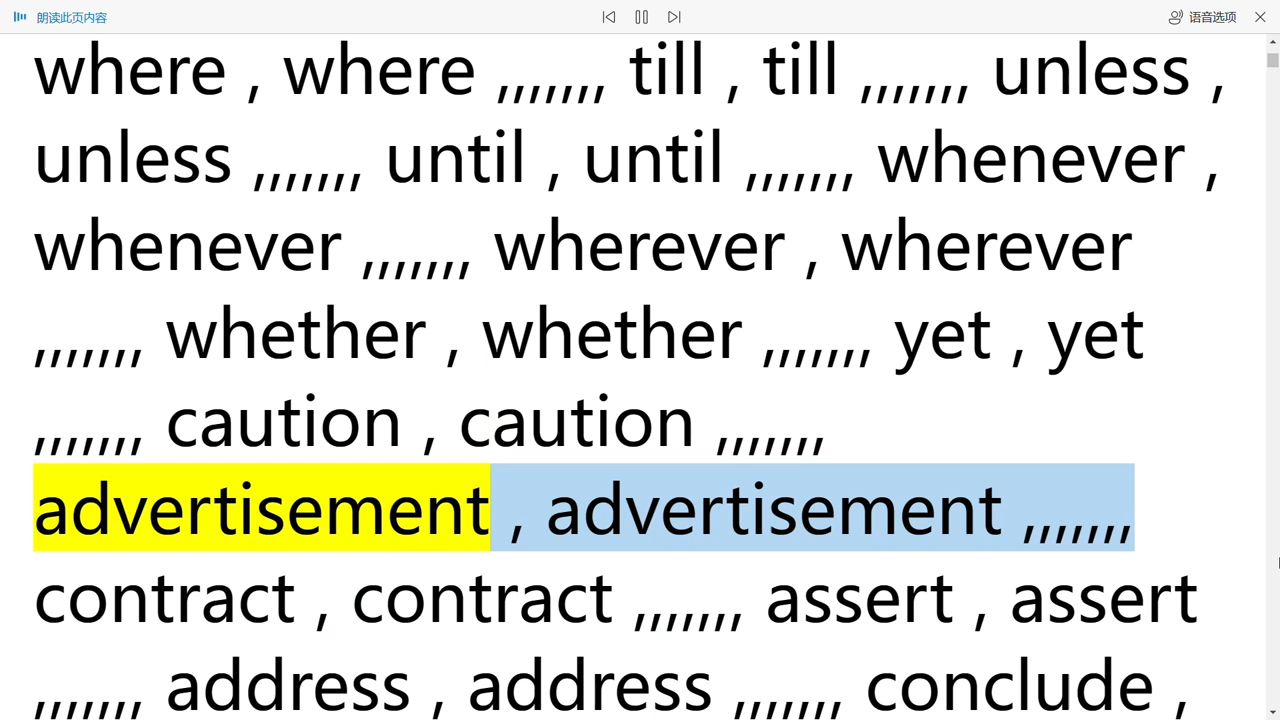 朗读此页内容
语音选项
where , where ,,,,,,, till , till ,,,,,,, unless ,
unless ,,,,,,, until , until ,,,,,,, whenever ,
whenever ,,,,,,, wherever , wherever
,,,,,,, whether , whether ,,,,,,, yet , yet
,,,,,,, caution , caution ,,,,,,,
advertisement , advertisement ,,,,,,,
contract , contract ,,,,,,, assert , assert
,,,,,,, address , address ,,,,,,, conclude ,